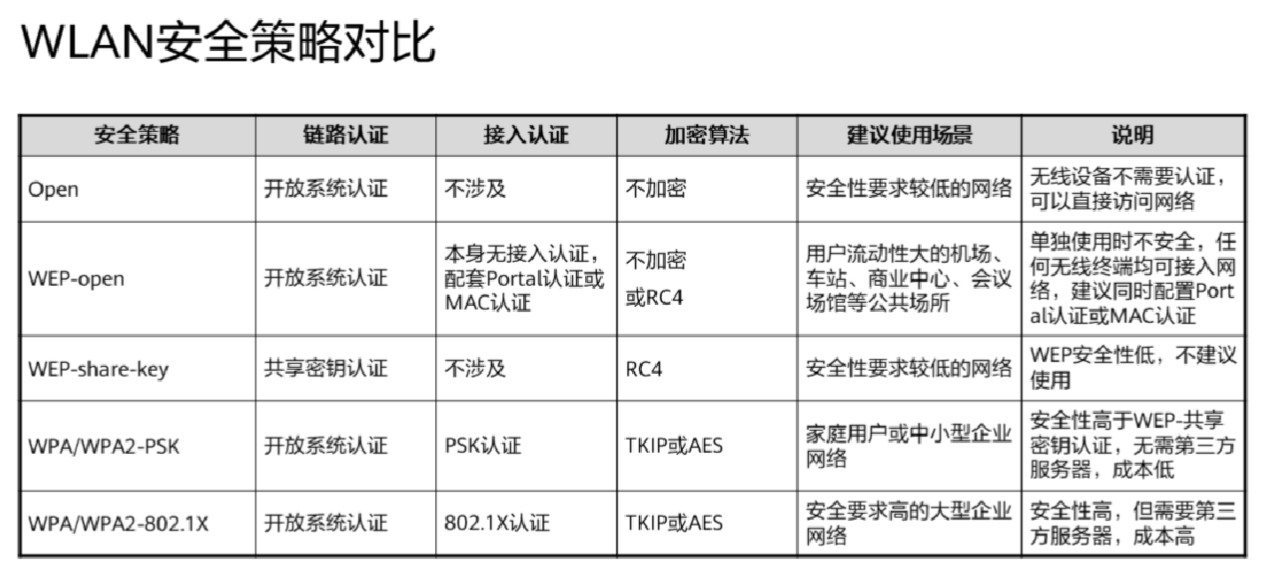 WLAN安全策略对比
安全策略 链路认证 接入认证 加密算法 建议使用场景 说明
Open 开放系统认证 不涉及 不加密 安全性要求较低的网络 无线设备不需要认证，
可以直接访问网络
WEP-open 开放系统认证 本身无接入认证，
配套Portal认证或
MAC认证
不加密
或RC4
用户流动性大的机场、
车站、商业中心、会议
场馆等公共场所
单独使用时不安全，任
何无线终端均可接入网
络，建议同时配置Port
al认证或MAC认证
WEP-share-key 共享密钥认证 不涉及 RC4 安全性要求较低的网络 WEP安全性低，不建议
使用
WPA/WPA2-PSK 开放系统认证 PSK认证 TKIP或AES 家庭用户或中小型企业
网络
安全性高于WEP-共享
密钥认证，无需第三方
服务器，成本低
WPA/WPA2-802.1X 开放系统认证 802.1X认证 TKIP或AES 安全要求高的大型企业
网络
安全性高，但需要第三
方服务器，成本高